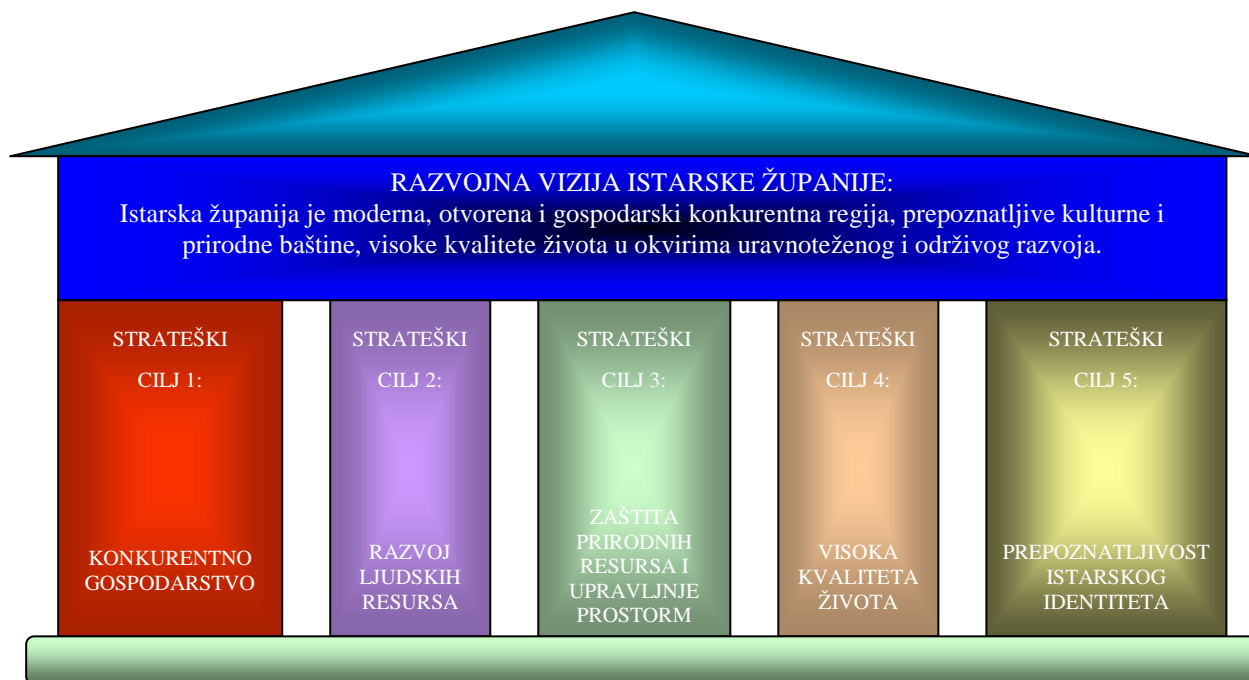 RAZVOJNA VIZIJA ISTARSKE ŽUPANIJE:
Istarska županija je moderna, otvorena i gospodarski konkurentna regija, prepoznatljive kulturne i
prirodne baštine, visoke kvalitete života u okvirima uravnoteženog i održivog razvoja.
STRATEŠKI
CILJ 1:
KONKURENTNO
GOSPODARSTVO
STRATEŠKI
CILJ 2:
RAZVOJ
LJUDSKIH
RESURSA
STRATEŠKI
CILJ 3:
ZAŠTITA
PRIRODNIH
RESURSA I
UPRAVLJNJE
PROSTORM
STRATEŠKI
CILJ 4:
VISOKA
KVALITETA
ŽIVOTA
STRATEŠKI
CILJ 5:
PREPOZNATLJIVOST
ISTARSKOG
IDENTITETA